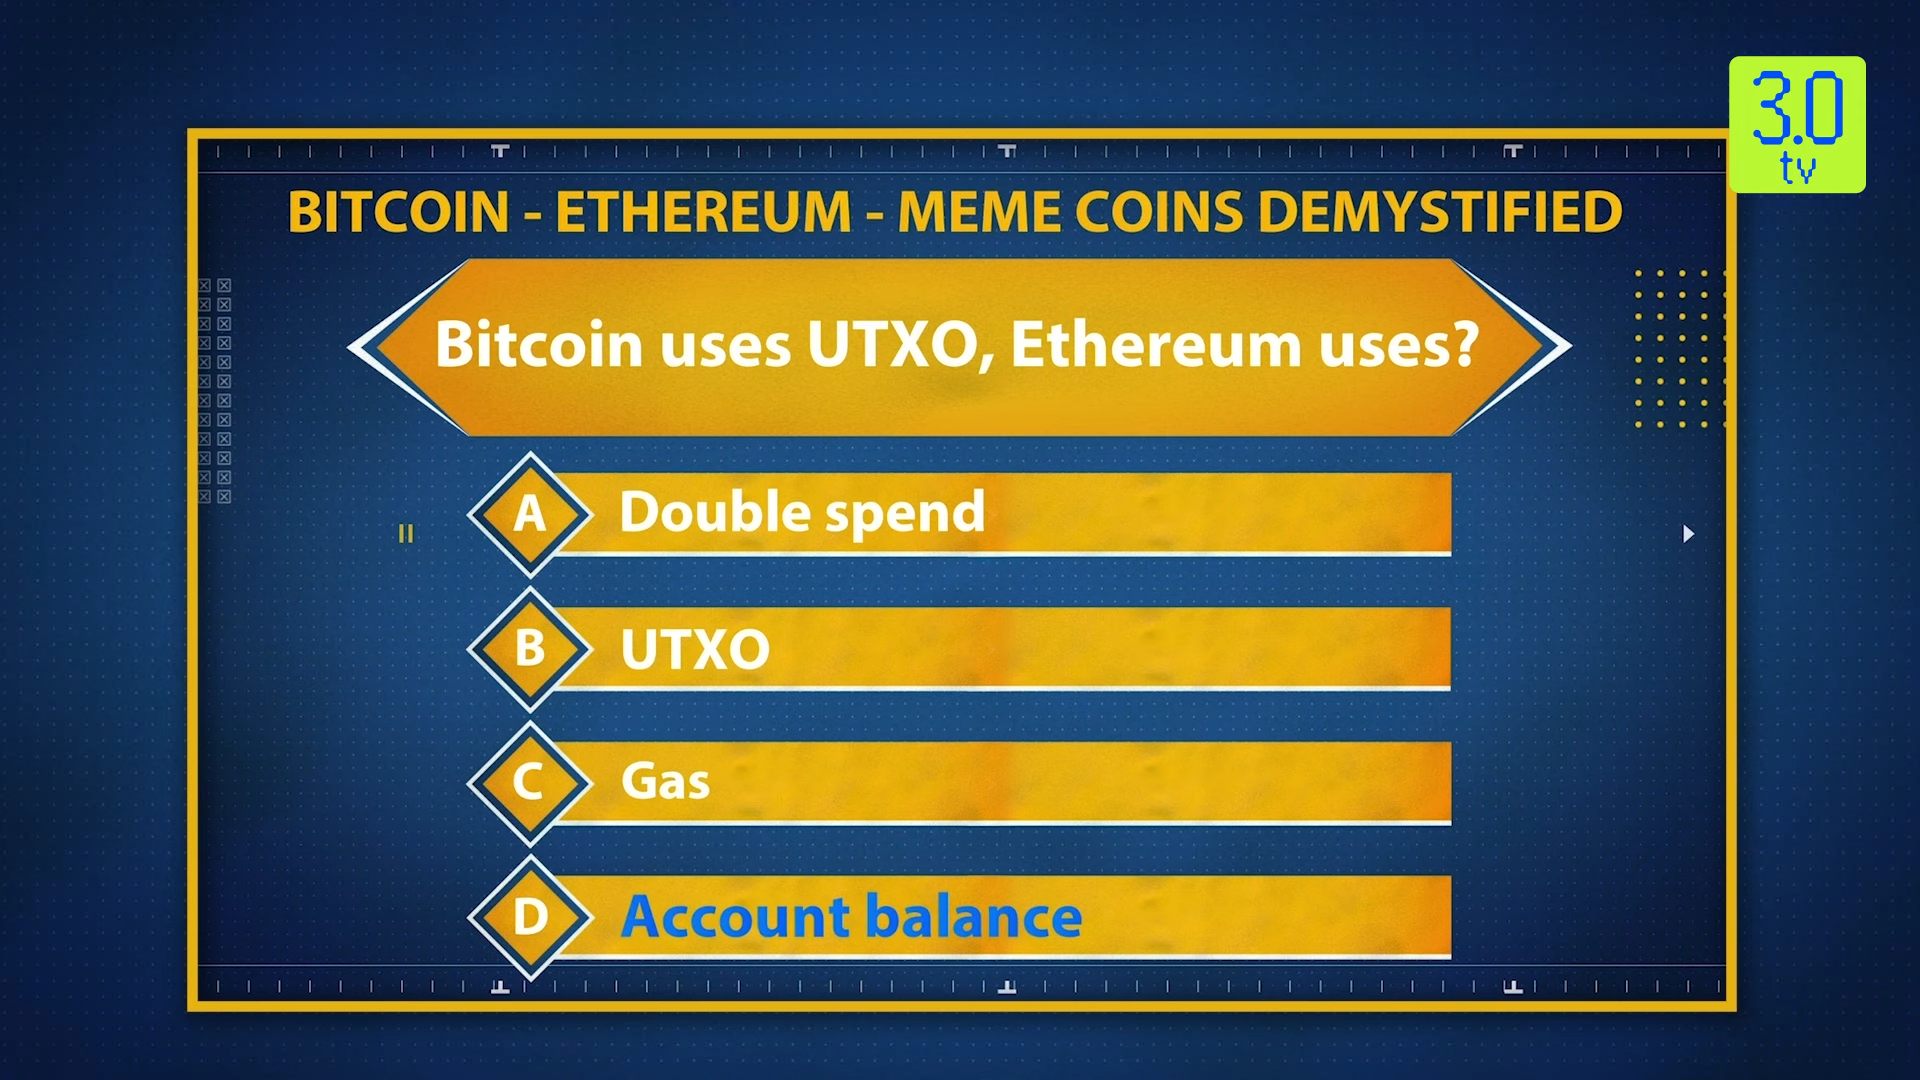 3.0
tv
BITCOIN - ETHEREUM - MEME COINS DEMYSTIFIED
Bitcoin uses UTXO, Ethereum uses?
A Double spend
B UTXO
C Gas
D Account balance